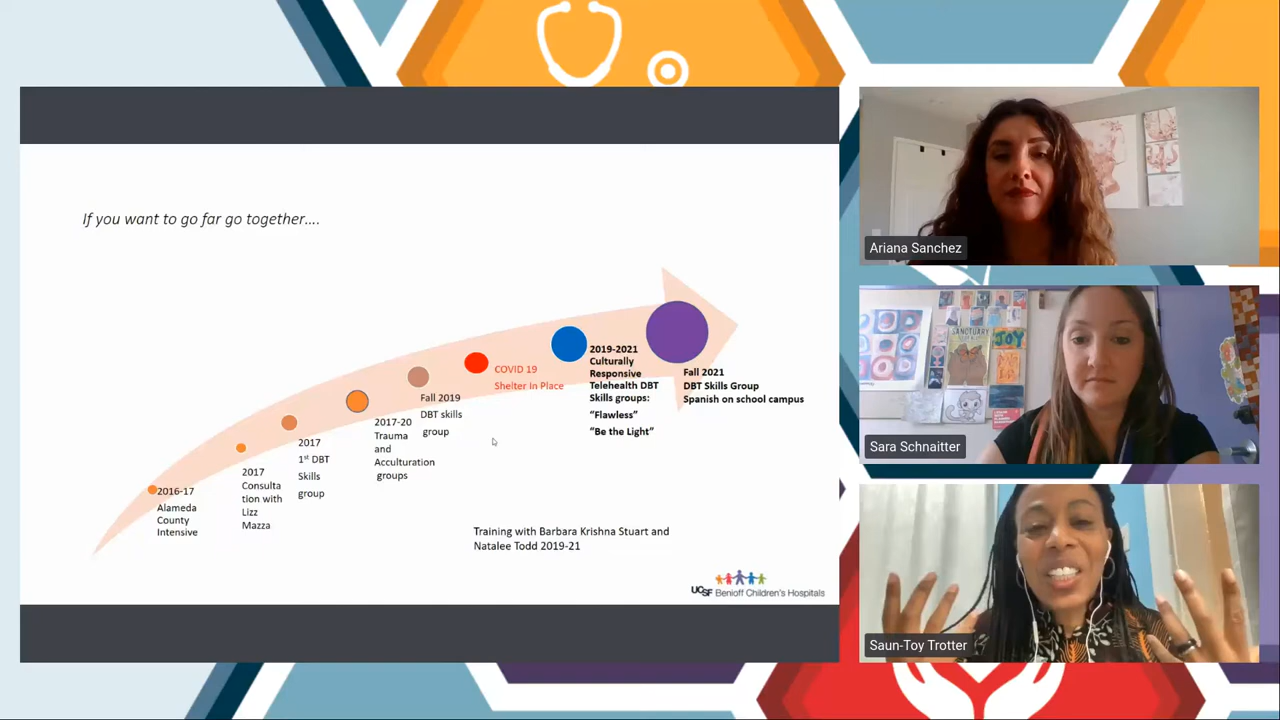 If you want to go far go together....
2016-17
Alameda
County
Intensive
2017
Consulta
tion with
Lizz
Mazza
2017
1st DBT
Skills
group
2017-20
Trauma
and
Acculturation
groups
Fall 2019
DBT skills
group
COVID 19
Shelter In Place
2019-2021
Culturally
Responsive
Telehealth DBT
Skills groups:
"Flawless"
"Be the Light"
Fall 2021
DBT Skills Group
Spanish on school campus
Training with Barbara Krishna Stuart and
Natalee Todd 2019-21
UCSF Benioff Children's Hospitals
Ariana Sanchez
SANCTUARY
JOY
Sara Schnaitter
Saun-Toy Trotter